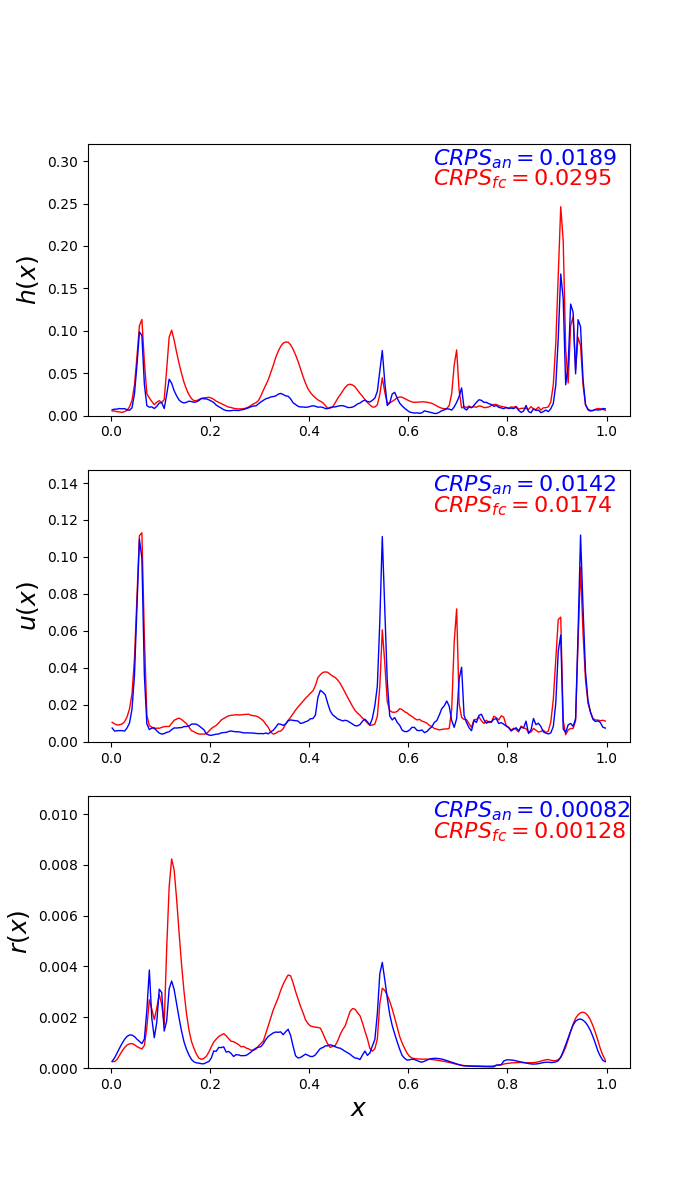 CRPS_an = 0.0189
CRPS_fc = 0.0295
0.30
0.25
0.20
0.15
0.10
0.05
0.00
h(x)
0.0 0.2 0.4 0.6 0.8 1.0
CRPS_an = 0.0142
CRPS_fc = 0.0174
0.14
0.12
0.10
0.08
0.06
0.04
0.02
0.00
u(x)
0.0 0.2 0.4 0.6 0.8 1.0
CRPS_an = 0.00082
CRPS_fc = 0.00128
0.010
0.008
0.006
0.004
0.002
0.000
r(x)
0.0 0.2 0.4 0.6 0.8 1.0
x